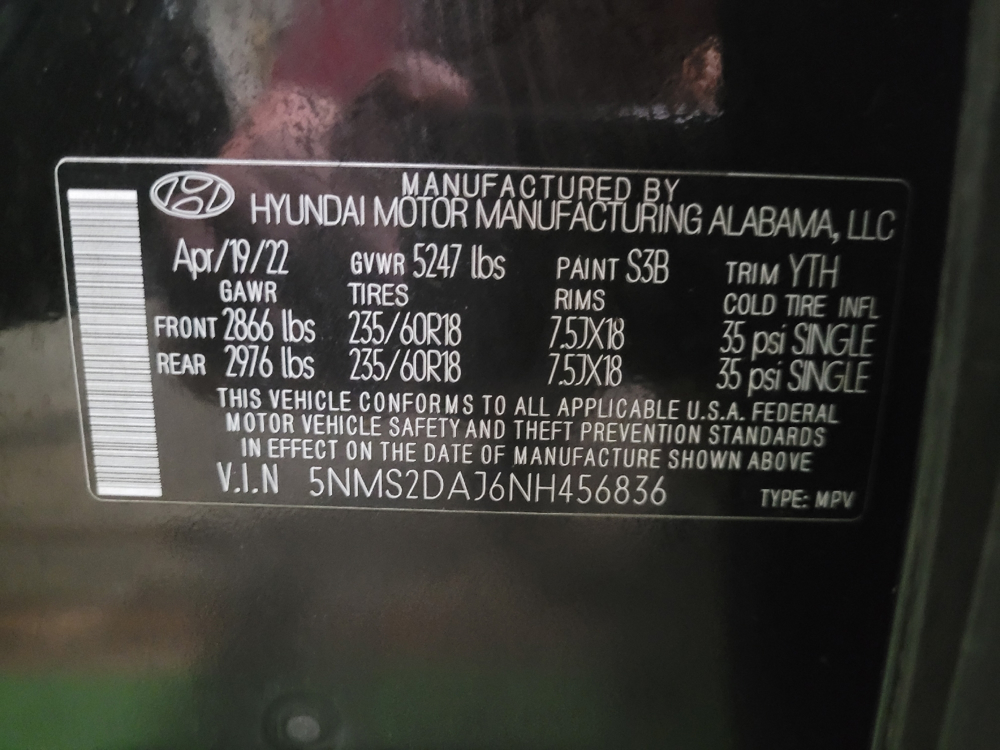 MANUFACTURED BY
HYUNDAI MOTOR MANUFACTURING ALABAMA, LLC
Apr/19/22 GVWR 5247 lbs PAINT S3B TRIM YTH
GAWR TIRES RIMS COLD TIRE INFL
FRONT 2866 lbs 235/60R18 7.5JX18 35 psi SINGLE
REAR 2976 lbs 235/60R18 7.5JX18 35 psi SINGLE
THIS VEHICLE CONFORMS TO ALL APPLICABLE U.S.A. FEDERAL
MOTOR VEHICLE SAFETY AND THEFT PREVENTION STANDARDS
IN EFFECT ON THE DATE OF MANUFACTURE SHOWN ABOVE
V.I.N 5NMS2DAJ6NH456836 TYPE: MPV